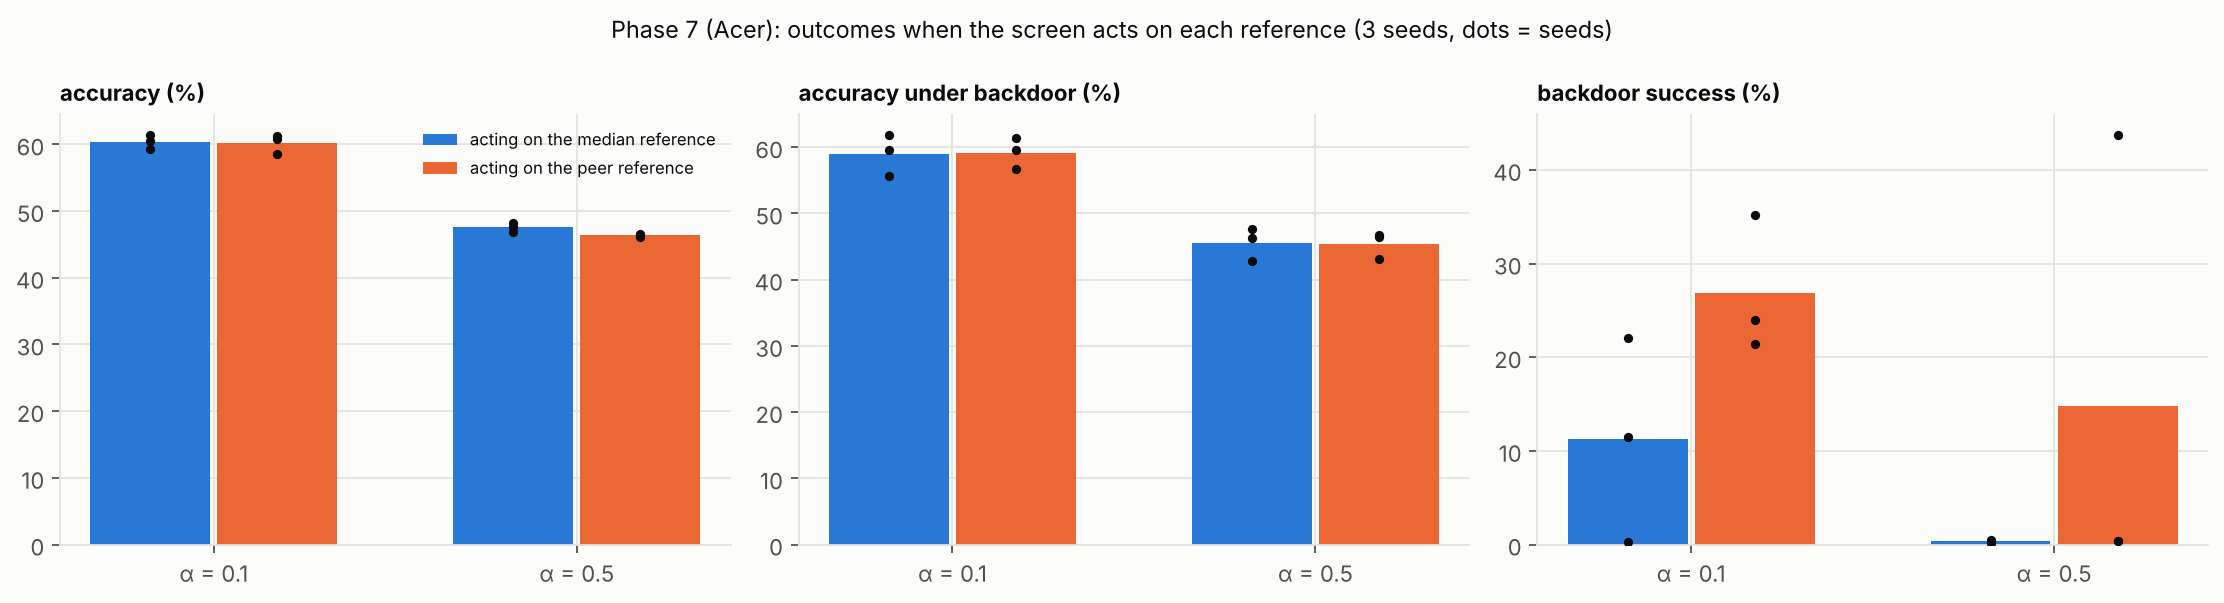 Phase 7 (Acer): outcomes when the screen acts on each reference (3 seeds, dots = seeds)
accuracy (%)
acting on the median reference
acting on the peer reference
60
50
40
30
20
10
0
α = 0.1
α = 0.5
accuracy under backdoor (%)
60
50
40
30
20
10
0
α = 0.1
α = 0.5
backdoor success (%)
40
30
20
10
0
α = 0.1
α = 0.5